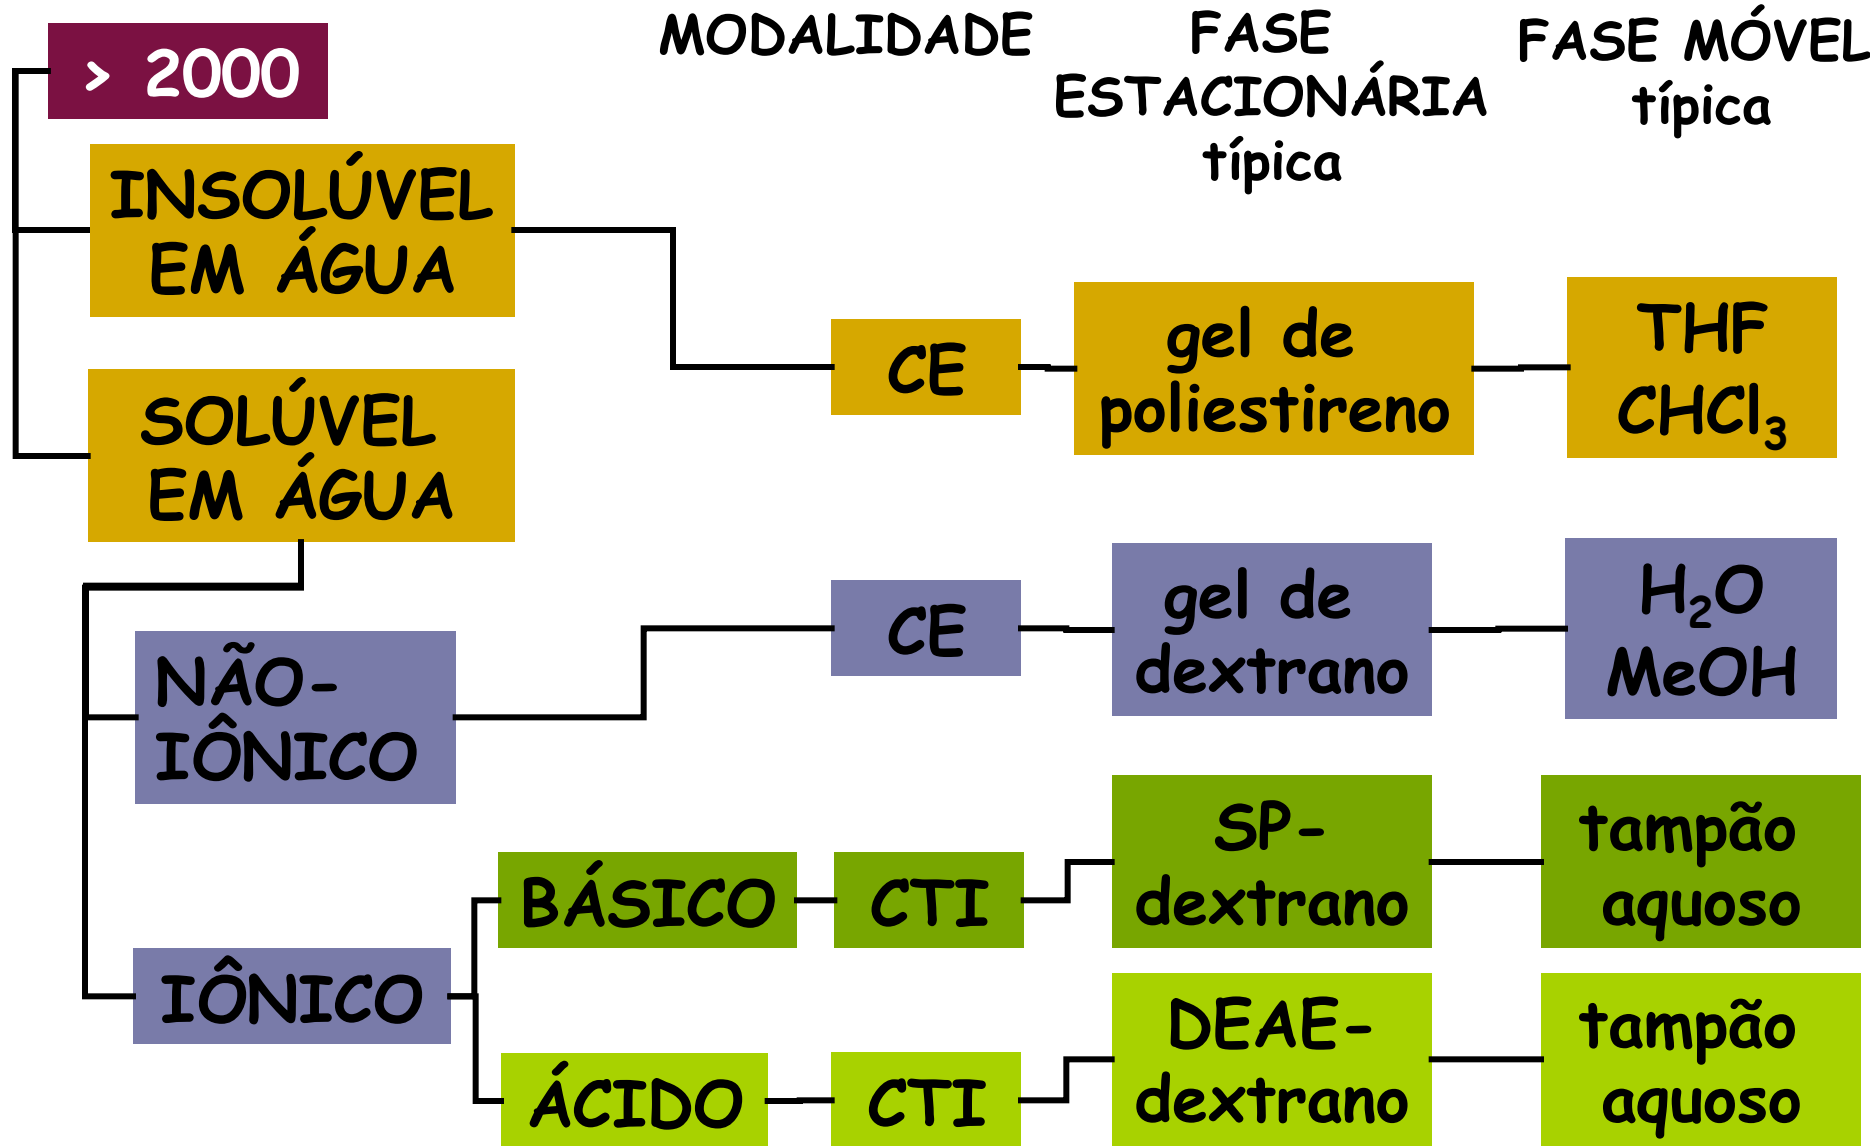 > 2000
MODALIDADE
FASE
ESTACIONÁRIA
típica
FASE MÓVEL
típica
INSOLÚVEL
EM ÁGUA
CE
gel de
poliestireno
THF
CHCl₃
SOLÚVEL
EM ÁGUA
NÃO-
IÔNICO
CE
gel de
dextrano
H₂O
MeOH
IÔNICO
BÁSICO
CTI
SP-
dextrano
tampão
aquoso
ÁCIDO
CTI
DEAE-
dextrano
tampão
aquoso